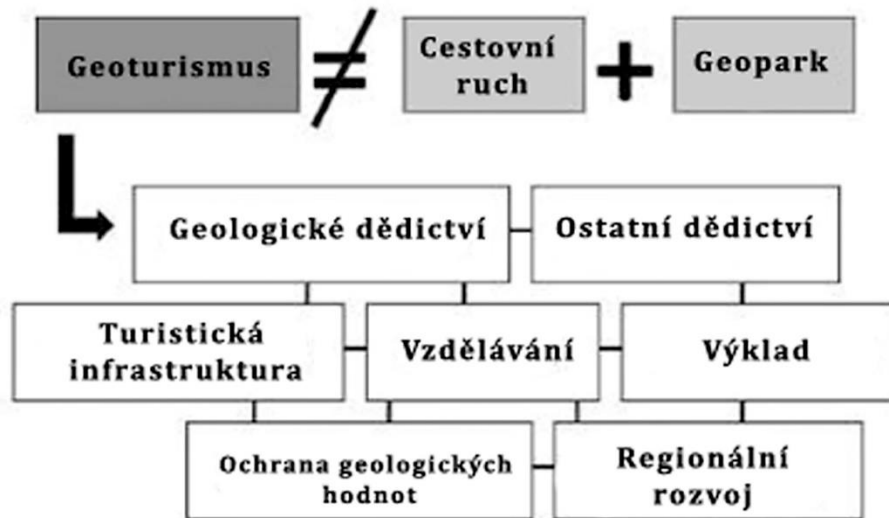 Geoturismus ≠ Cestovní ruch + Geopark
Geologické dědictví
Ostatní dědictví
Turistická
infrastruktura
Vzdělávání
Výklad
Ochrana geologických
hodnot
Regionální
rozvoj